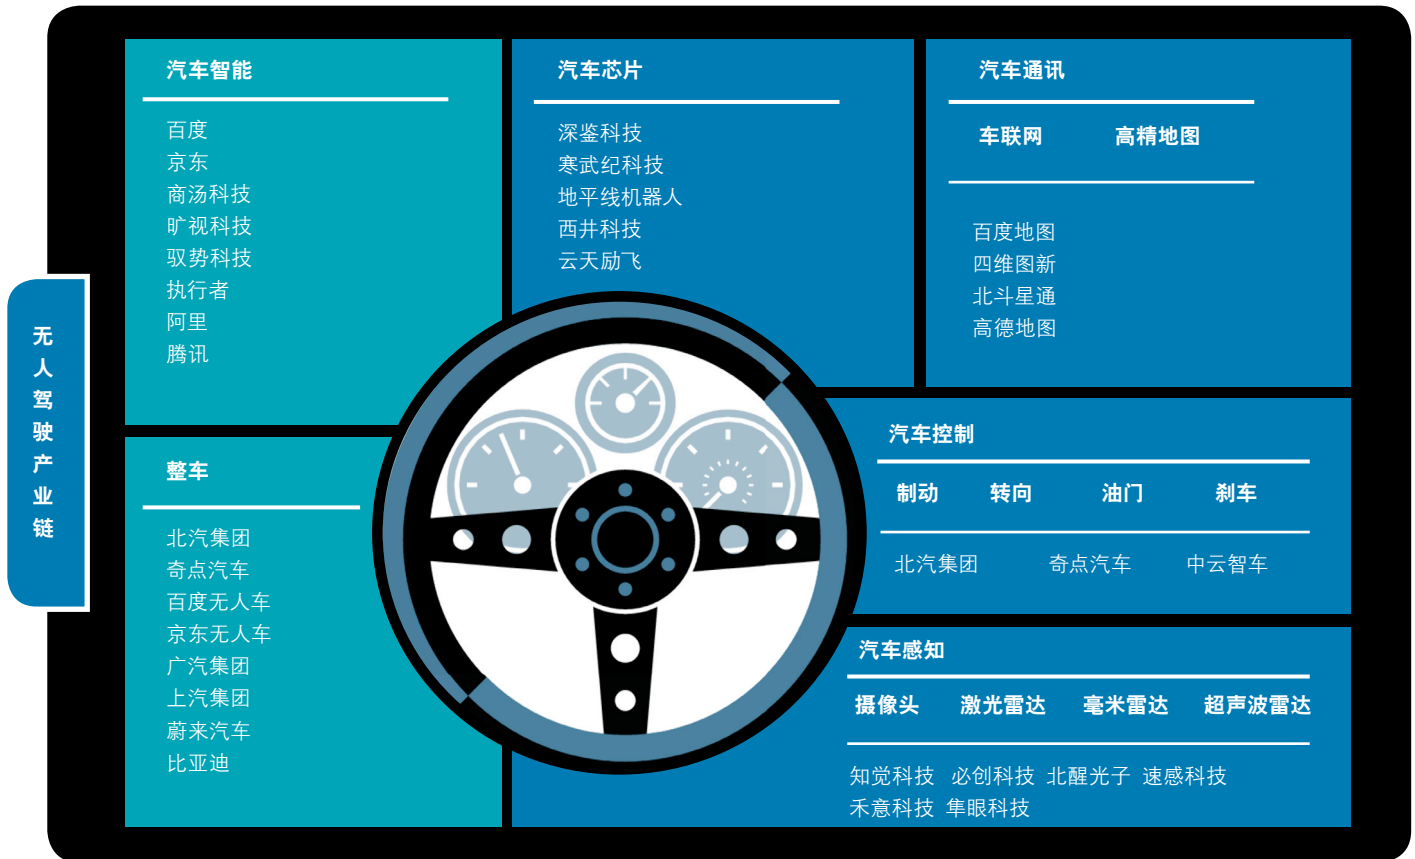 无人驾驶产业链
汽车智能
百度
京东
商汤科技
旷视科技
驭势科技
执行者
阿里
腾讯
汽车芯片
深鉴科技
寒武纪科技
地平线机器人
西井科技
云天励飞
汽车通讯
车联网 高精地图
百度地图
四维图新
北斗星通
高德地图
整车
北汽集团
奇点汽车
百度无人车
京东无人车
广汽集团
上汽集团
蔚来汽车
比亚迪
汽车控制
制动 转向 油门 刹车
北汽集团 奇点汽车 中云智车
汽车感知
摄像头 激光雷达 毫米雷达 超声波雷达
知觉科技 必创科技 北醒光子 速感科技
禾意科技 隼眼科技